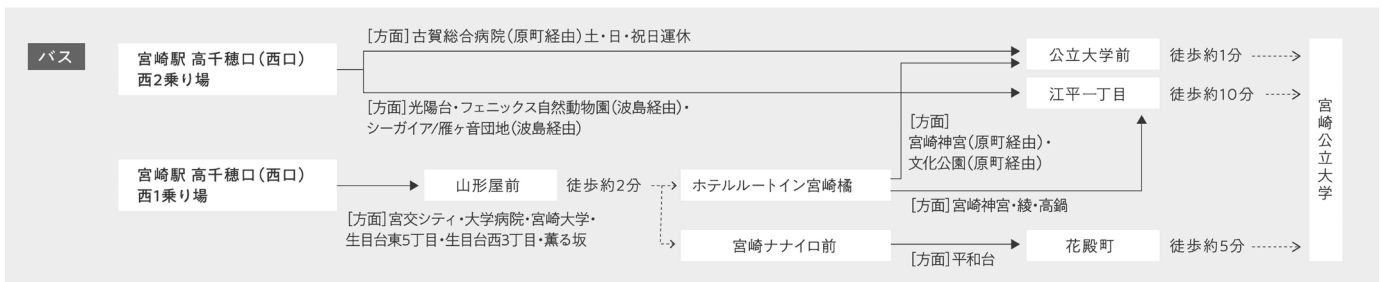 バス
宮崎駅 高千穂口(西口)
西2乗り場
[方面]古賀総合病院(原町経由)土・日・祝日運休
公立大学前
徒歩約1分
[方面]光陽台・フェニックス自然動物園(波島経由)・
シーガイア/雁ヶ音団地(波島経由)
江平一丁目
徒歩約10分
宮崎公立大学
[方面]
宮崎神宮(原町経由)・
文化公園(原町経由)
宮崎駅 高千穂口(西口)
西1乗り場
山形屋前
徒歩約2分
ホテルルートイン宮崎橘
[方面]宮崎神宮・綾・高鍋
[方面]宮交シティ・大学病院・宮崎大学・
生目台東5丁目・生目台西3丁目・薫る坂
宮崎ナナイロ前
[方面]平和台
花殿町
徒歩約5分